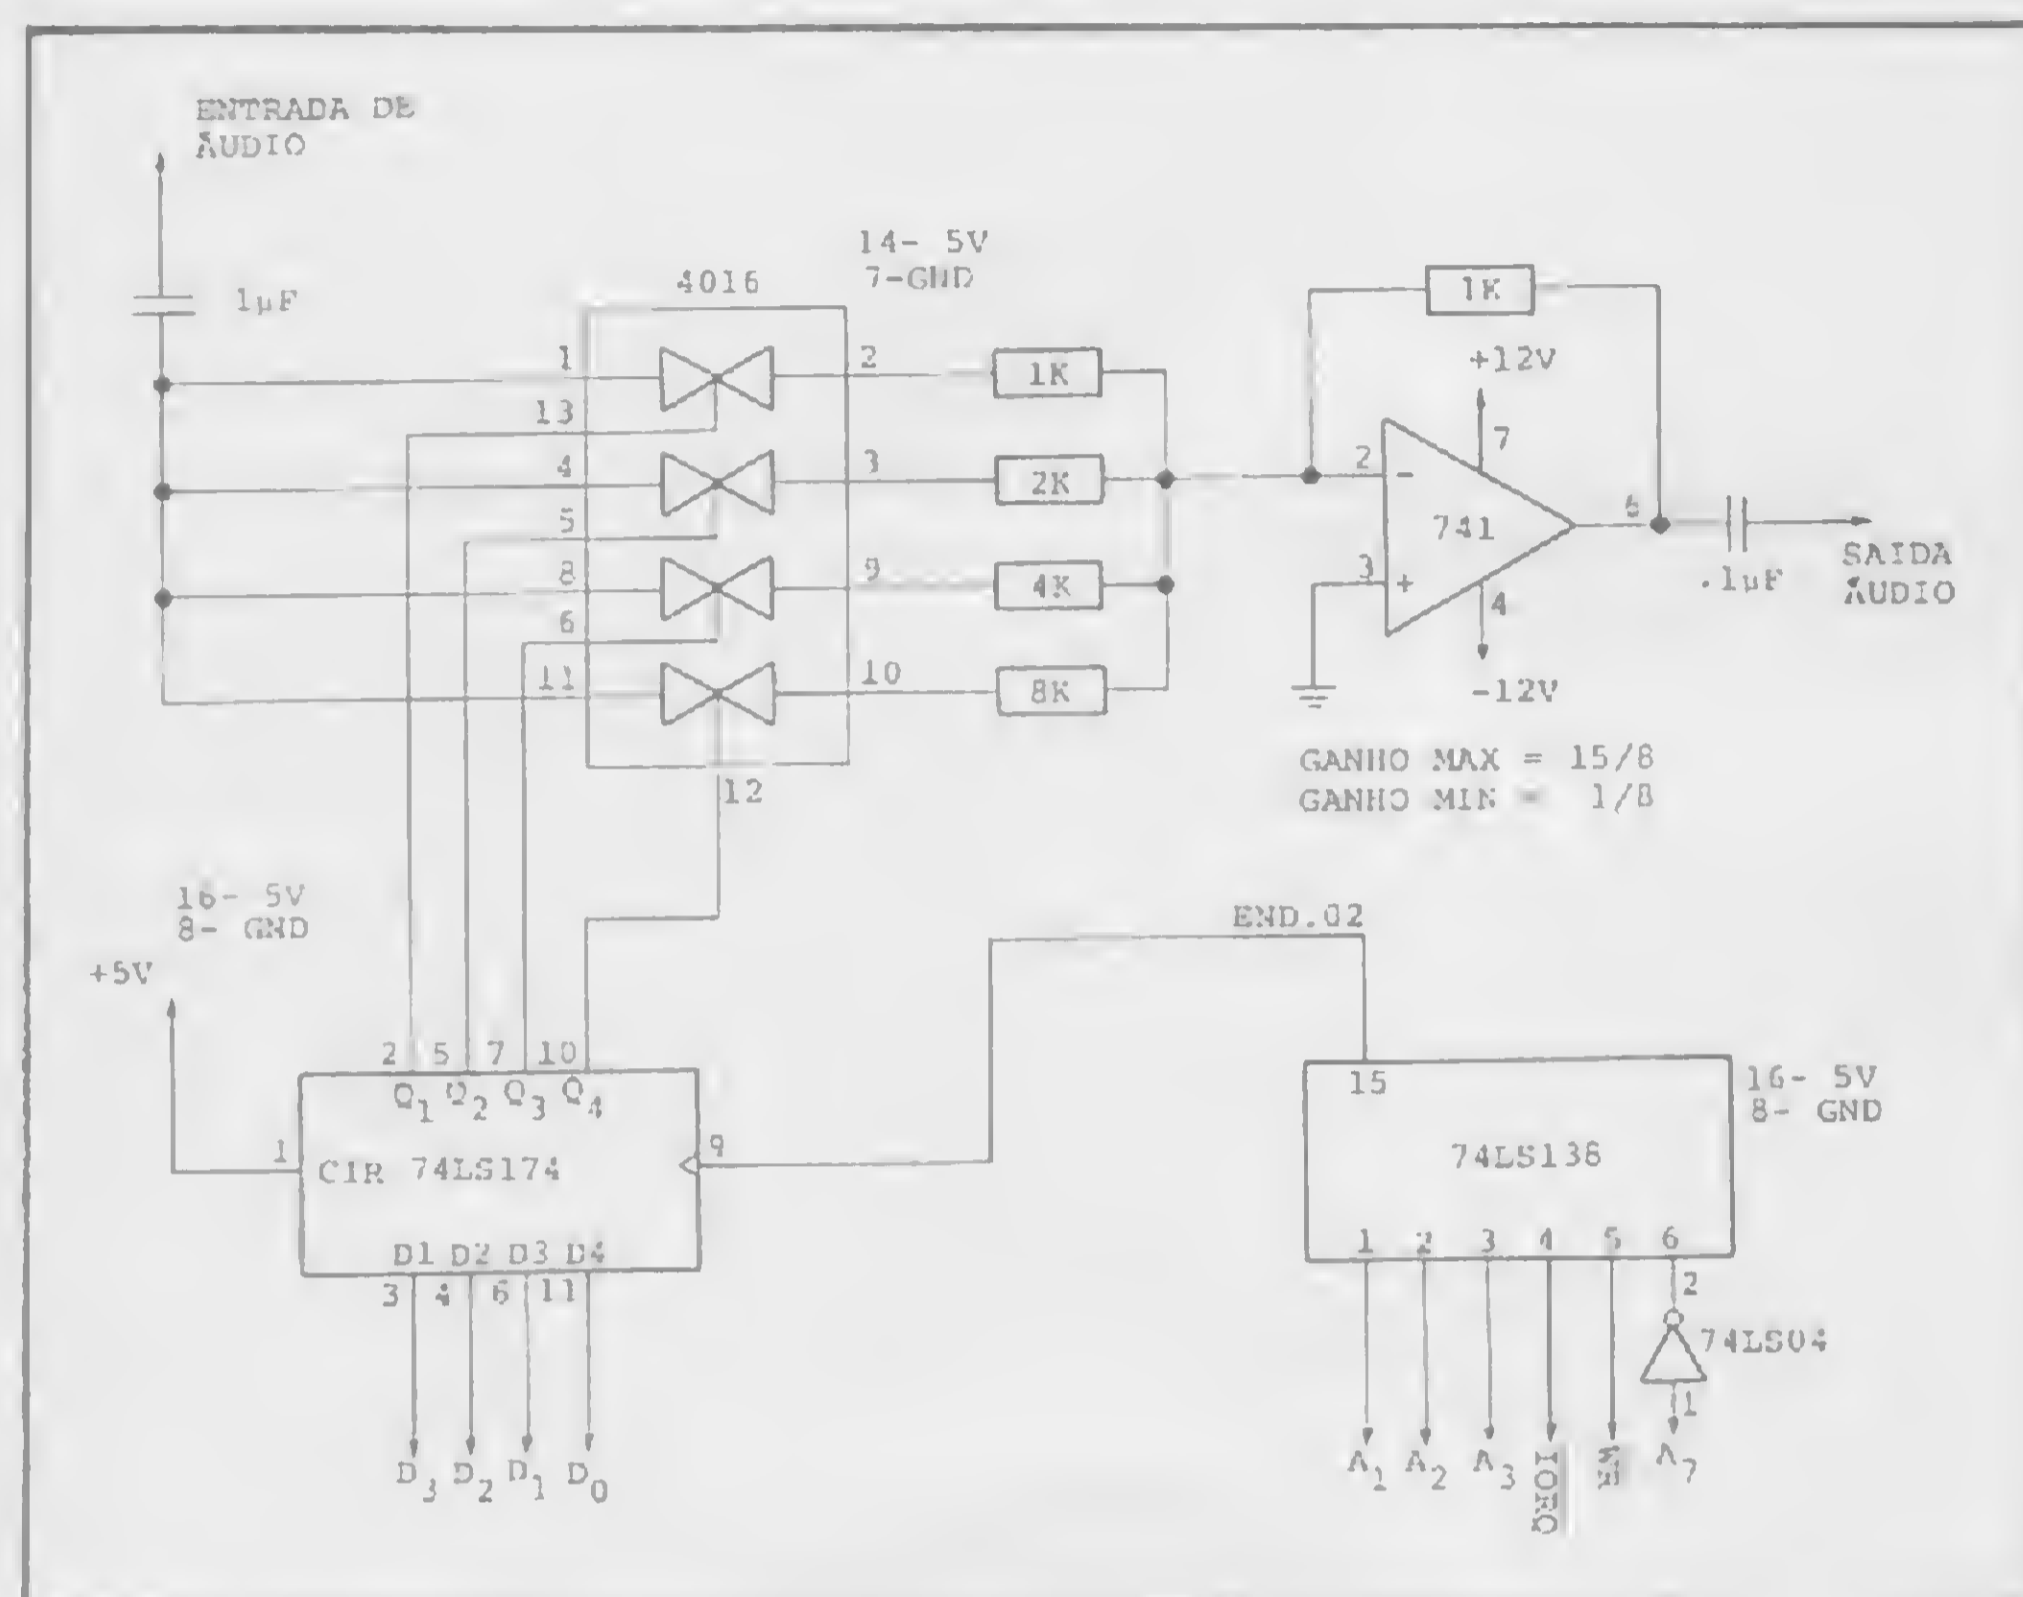 ENTRADA DE
ÁUDIO
1µF
4016
14- 5V
7-GND
1
2
13
4
3
5
8
9
6
11
10
12
1K
2K
4K
8K
1K
+12V
7
2
-
741
6
3
+
4
-12V
.1µF
SAIDA
ÁUDIO
GANHO MAX = 15/8
GANHO MIN = 1/8
16- 5V
8- GND
+5V
2 5 7 10
Q1 Q2 Q3 Q4
1
C1R 74LS174
9
D1 D2 D3 D4
3 4 6 11
D3 D2 D1 D0
END.02
15
16- 5V
8- GND
74LS138
1 2 3 4 5 6
2
74LS04
1
A1 A2 A3 IORQ WR A7